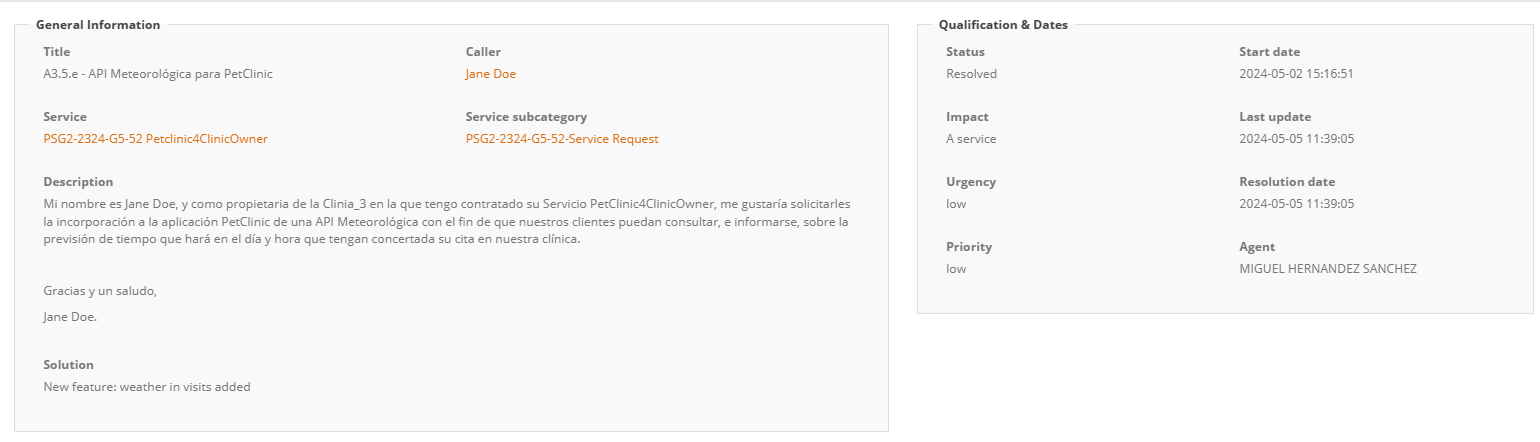 General Information
Title
Caller
A3.5.e - API Meteorológica para PetClinic
Jane Doe
Service
Service subcategory
PSG2-2324-G5-52 Petclinic4ClinicOwner
PSG2-2324-G5-52-Service Request
Description
Mi nombre es Jane Doe, y como propietaria de la Clinia_3 en la que tengo contratado su Servicio PetClinic4ClinicOwner, me gustaría solicitarles
la incorporación a la aplicación PetClinic de una API Meteorológica con el fin de que nuestros clientes puedan consultar, e informarse, sobre la
previsión de tiempo que hará en el día y hora que tengan concertada su cita en nuestra clínica.
Gracias y un saludo,
Jane Doe.
Solution
New feature: weather in visits added
Qualification & Dates
Status
Start date
Resolved
2024-05-02 15:16:51
Impact
Last update
A service
2024-05-05 11:39:05
Urgency
Resolution date
low
2024-05-05 11:39:05
Priority
Agent
low
MIGUEL HERNANDEZ SANCHEZ